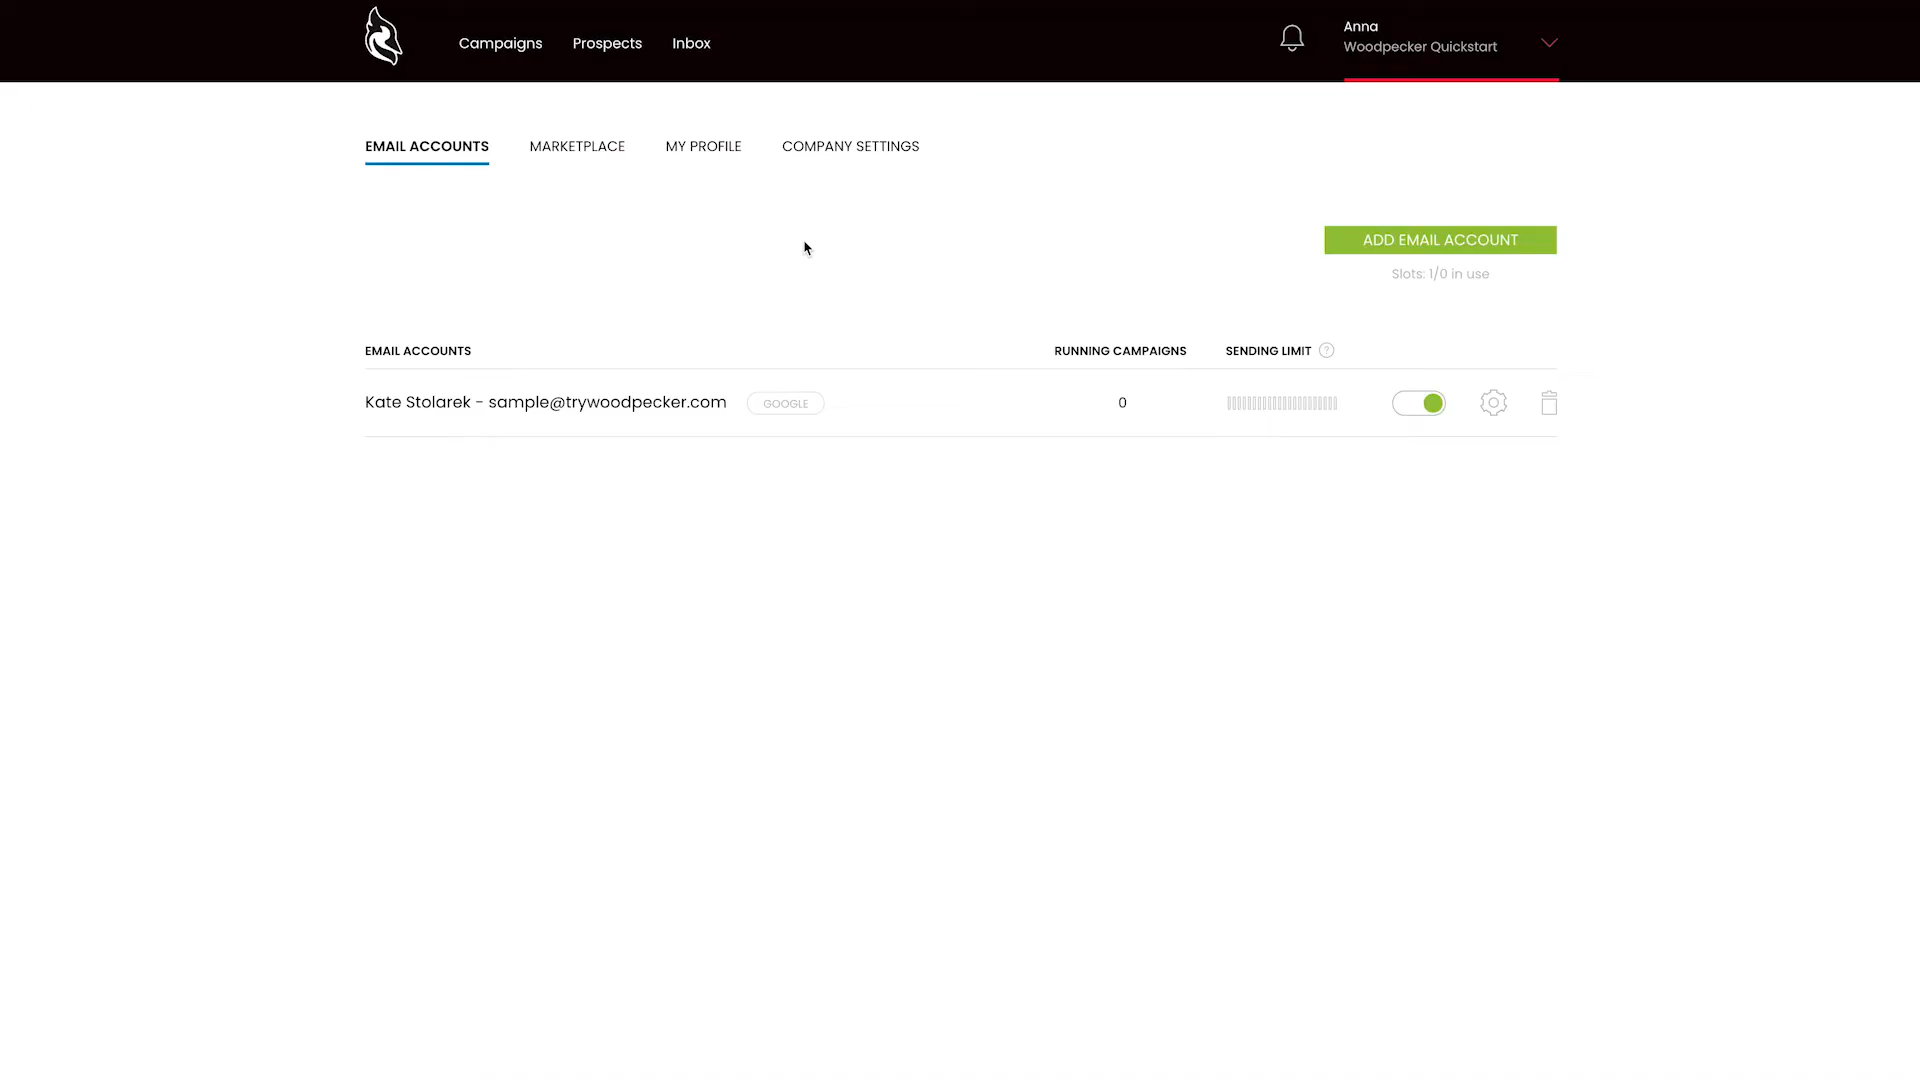 Campaigns Prospects Inbox
Anna
Woodpecker Quickstart
EMAIL ACCOUNTS MARKETPLACE MY PROFILE COMPANY SETTINGS
ADD EMAIL ACCOUNT
Slots: 1/0 in use
EMAIL ACCOUNTS RUNNING CAMPAIGNS SENDING LIMIT ?
Kate Stolarek - sample@trywoodpecker.com GOOGLE 0